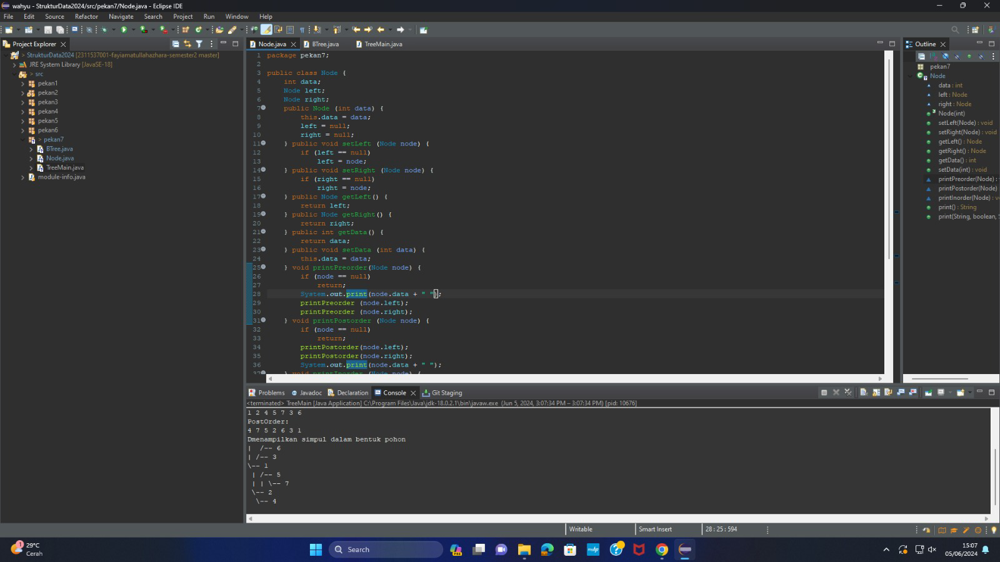 wahyu - StrukturData2024/src/pekan7/Node.java - Eclipse IDE
File Edit Source Refactor Navigate Search Project Run Window Help
Project Explorer
> StrukturData2024 [2311537001-fayiamatullahazhara-semester2 master]
JRE System Library [JavaSE-18]
> src
pekan1
pekan2
pekan3
pekan4
pekan5
pekan6
> pekan7
BTree.java
Node.java
TreeMain.java
module-info.java
Node.java BTree.java TreeMain.java
1 package pekan7;
2
3 public class Node {
4 int data;
5 Node left;
6 Node right;
7 public Node (int data) {
8 this.data = data;
9 left = null;
10 right = null;
11 } public void setLeft (Node node) {
12 if (left == null)
13 left = node;
14 } public void setRight (Node node) {
15 if (right == null)
16 right = node;
17 } public Node getLeft() {
18 return left;
19 } public Node getRight() {
20 return right;
21 } public int getData() {
22 return data;
23 } public void setData (int data) {
24 this.data = data;
25 } void printPreorder(Node node) {
26 if (node == null)
27 return;
28 System.out.print(node.data + " ");
29 printPreorder (node.left);
30 printPreorder (node.right);
31 } void printPostorder (Node node) {
32 if (node == null)
33 return;
34 printPostorder(node.left);
35 printPostorder(node.right);
36 System.out.print(node.data + " ");
37 } void printInorder (Node node) {
Outline
pekan7
Node
data : int
left : Node
right : Node
Node(int)
setLeft(Node) : void
setRight(Node) : void
getLeft() : Node
getRight() : Node
getData() : int
setData(int) : void
printPreorder(Node) :
printPostorder(Node)
printInorder(Node) : vo
print() : String
print(String, boolean, S
Problems Javadoc Declaration Console Git Staging
<terminated> TreeMain [Java Application] C:\Program Files\Java\jdk-18.0.2.1\bin\javaw.exe (Jun 5, 2024, 3:07:34 PM – 3:07:34 PM) [pid: 10676]
1 2 4 5 7 3 6
PostOrder:
4 7 5 2 6 3 1
Dmenampilkan simpul dalam bentuk pohon
|  /-- 6
| /-- 3
\-- 1
 | /-- 5
 | | \-- 7
 \-- 2
  \-- 4
Writable Smart Insert 28 : 25 : 594
1
29°C
Cerah
Search
PRE
15:07
05/06/2024